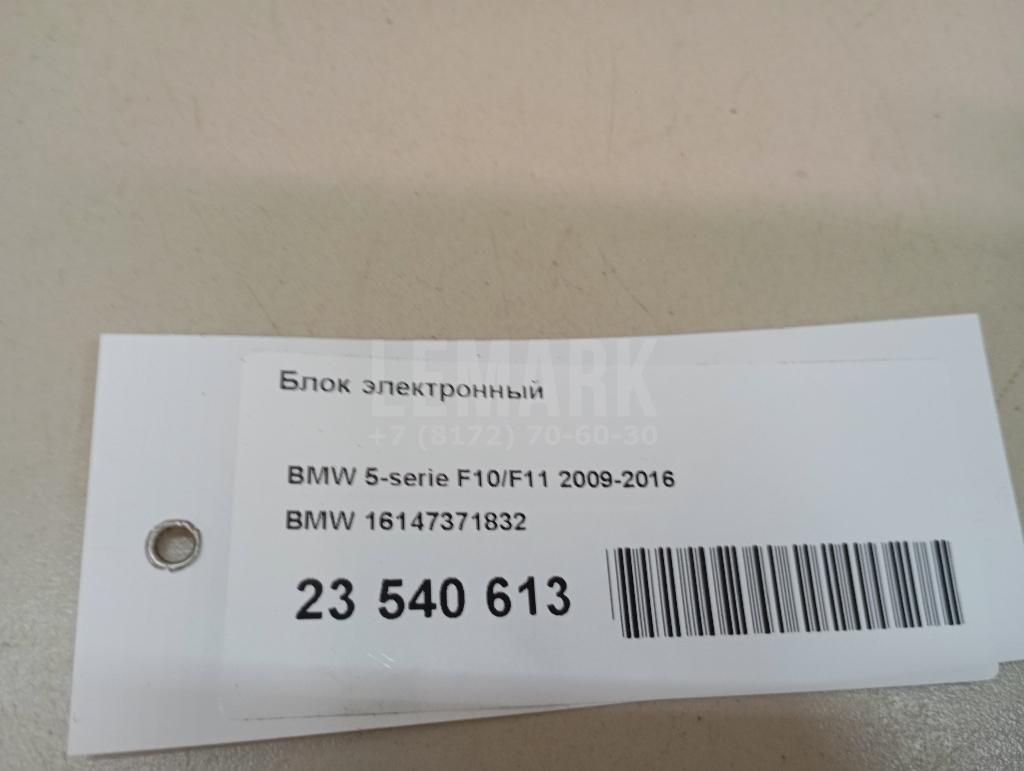 Блок электронный
LEMARK
+7 (8172) 70-60-30
BMW 5-serie F10/F11 2009-2016
BMW 16147371832
23 540 613